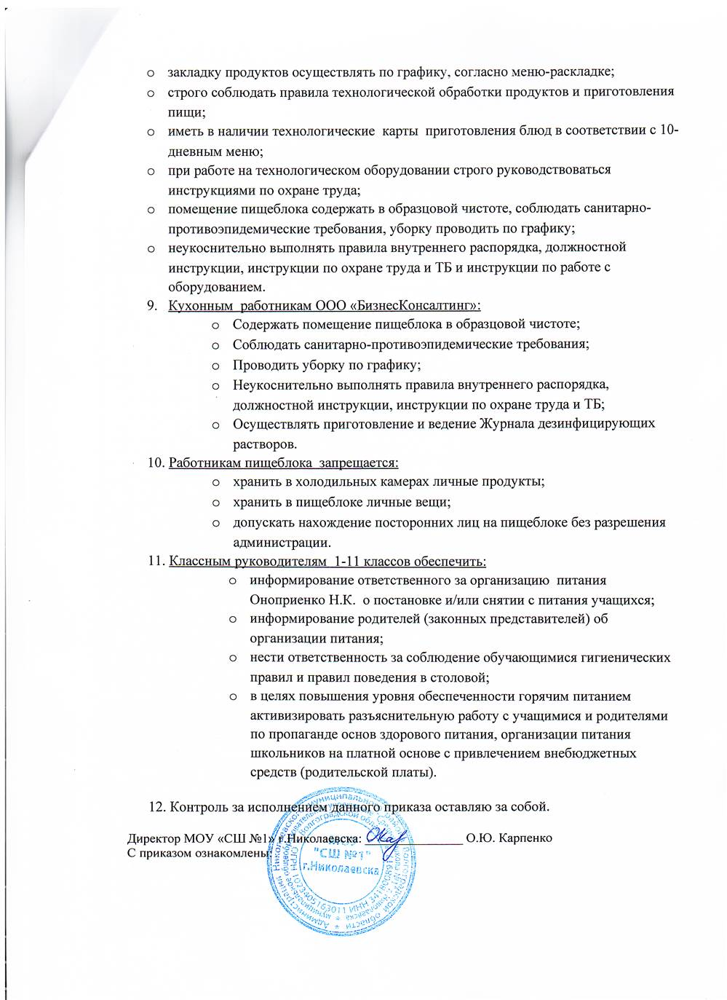 o закладку продуктов осуществлять по графику, согласно меню-раскладке;
o строго соблюдать правила технологической обработки продуктов и приготовления
пищи;
o иметь в наличии технологические карты приготовления блюд в соответствии с 10-
дневным меню;
o при работе на технологическом оборудовании строго руководствоваться
инструкциями по охране труда;
o помещение пищеблока содержать в образцовой чистоте, соблюдать санитарно-
противоэпидемические требования, уборку проводить по графику;
o неукоснительно выполнять правила внутреннего распорядка, должностной
инструкции, инструкции по охране труда и ТБ и инструкции по работе с
оборудованием.
9. Кухонным работникам ООО «БизнесКонсалтинг»:
o Содержать помещение пищеблока в образцовой чистоте;
o Соблюдать санитарно-противоэпидемические требования;
o Проводить уборку по графику;
o Неукоснительно выполнять правила внутреннего распорядка,
должностной инструкции, инструкции по охране труда и ТБ;
o Осуществлять приготовление и ведение Журнала дезинфицирующих
растворов.
10. Работникам пищеблока запрещается:
o хранить в холодильных камерах личные продукты;
o хранить в пищеблоке личные вещи;
o допускать нахождение посторонних лиц на пищеблоке без разрешения
администрации.
11. Классным руководителям 1-11 классов обеспечить:
o информирование ответственного за организацию питания
Оноприенко Н.К. о постановке и/или снятии с питания учащихся;
o информирование родителей (законных представителей) об
организации питания;
o нести ответственность за соблюдение обучающимися гигиенических
правил и правил поведения в столовой;
o в целях повышения уровня обеспеченности горячим питанием
активизировать разъяснительную работу с учащимися и родителями
по пропаганде основ здорового питания, организации питания
школьников на платной основе с привлечением внебюджетных
средств (родительской платы).
12. Контроль за исполнением данного приказа оставляю за собой.
Директор МОУ «СШ №1» г.Николаевска: ______________ О.Ю. Карпенко
С приказом ознакомлены:
"СШ №1"
г.Николаевска